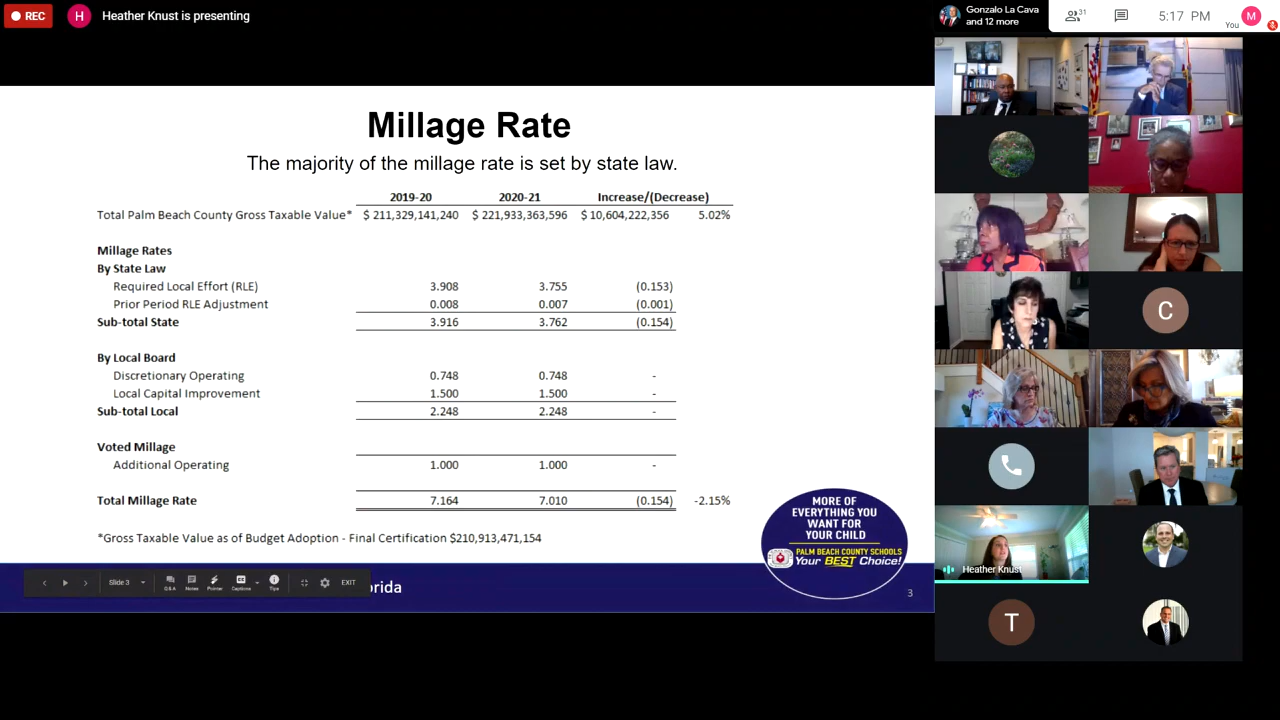 REC
H
Heather Knust is presenting
Gonzalo La Cava
and 12 more
31
5:17 PM
You
M
Millage Rate
The majority of the millage rate is set by state law.
2019-20 2020-21 Increase/(Decrease)
Total Palm Beach County Gross Taxable Value* $ 211,329,141,240 $ 221,933,363,596 $ 10,604,222,356 5.02%
Millage Rates
By State Law
Required Local Effort (RLE) 3.908 3.755 (0.153)
Prior Period RLE Adjustment 0.008 0.007 (0.001)
Sub-total State 3.916 3.762 (0.154)
By Local Board
Discretionary Operating 0.748 0.748 -
Local Capital Improvement 1.500 1.500 -
Sub-total Local 2.248 2.248 -
Voted Millage
Additional Operating 1.000 1.000 -
Total Millage Rate 7.164 7.010 (0.154) -2.15%
*Gross Taxable Value as of Budget Adoption - Final Certification $210,913,471,154
MORE OF
EVERYTHING YOU
WANT FOR
YOUR CHILD
PALM BEACH COUNTY SCHOOLS
Your BEST Choice!
Slide 3
Q&A Notes Pointer Captions Tips
EXIT
orida
3
C
Heather Knust
T